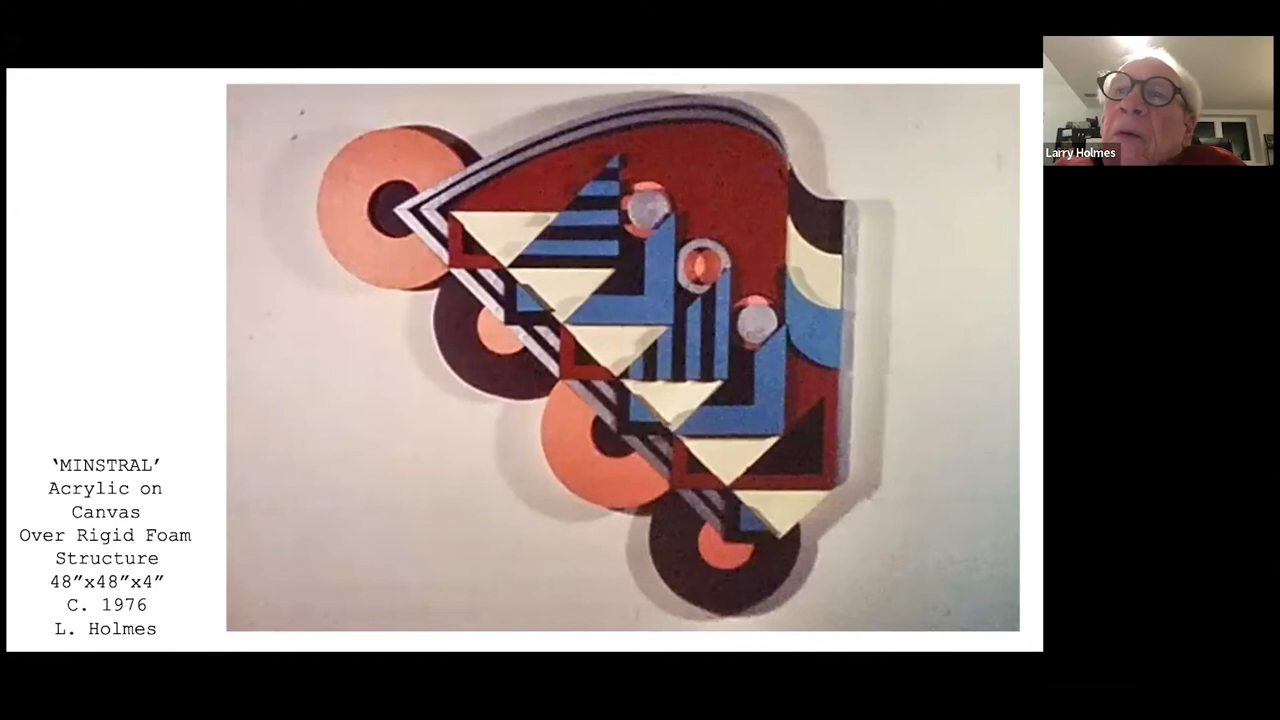 ‘MINSTRAL’
Acrylic on
Canvas
Over Rigid Foam
Structure
48”x48”x4”
C. 1976
L. Holmes
Larry Holmes